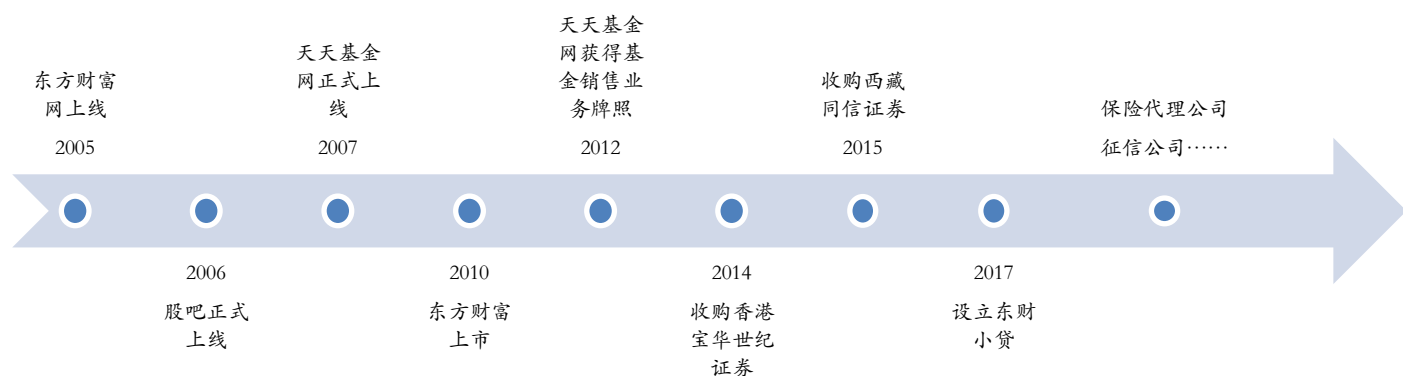 东方财富
网上线
2005
2006
股吧正式
上线
天天基金
网正式上
线
2007
2010
东方财富
上市
天天基金
网获得基
金销售业
务牌照
2012
2014
收购香港
宝华世纪
证券
收购西藏
同信证券
2015
2017
设立东财
小贷
保险代理公司
征信公司……